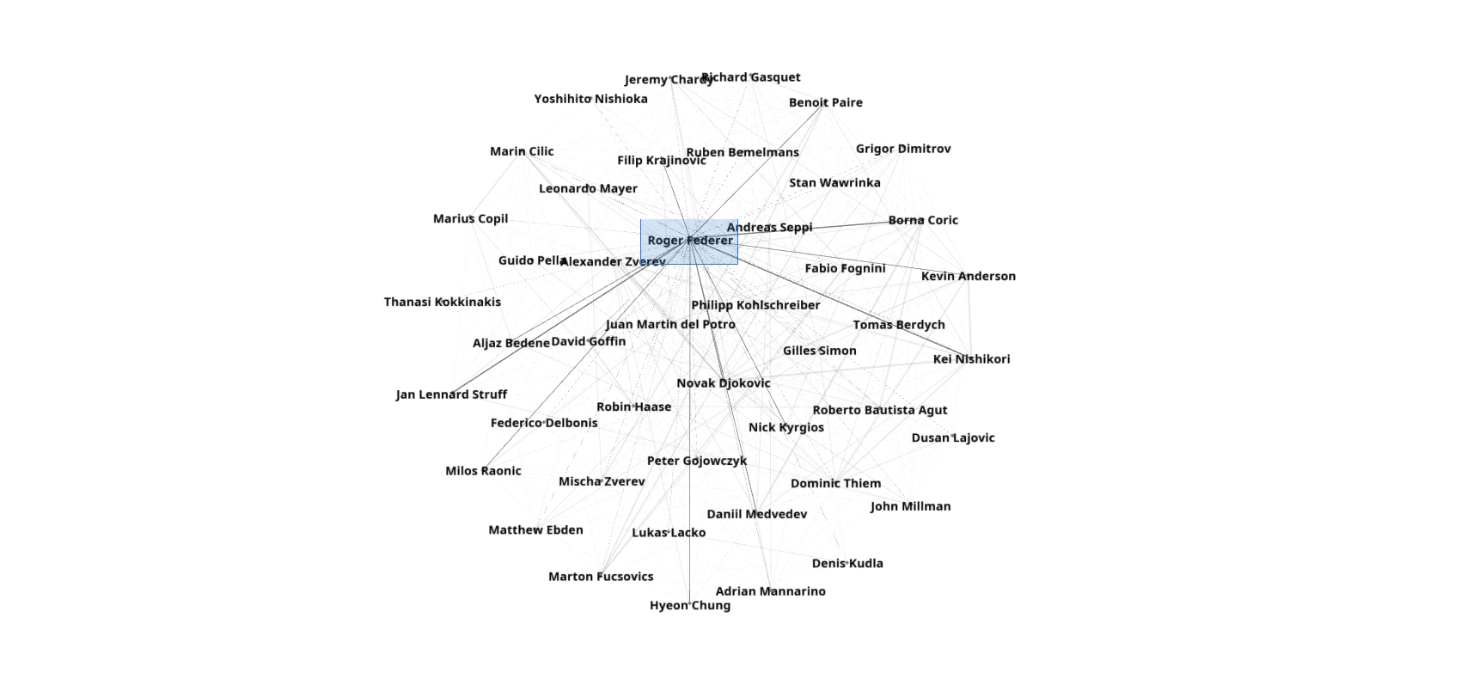 Richard Gasquet
Jeremy Chardy
Yoshihito Nishioka
Benoit Paire
Grigor Dimitrov
Marin Cilic
Ruben Bemelmans
Filip Krajinovic
Stan Wawrinka
Leonardo Mayer
Marius Copil
Borna Coric
Andreas Seppi
Roger Federer
Guido Pella
Alexander Zverev
Fabio Fognini
Kevin Anderson
Thanasi Kokkinakis
Philipp Kohlschreiber
Juan Martin del Potro
Tomas Berdych
Aljaz Bedene
David Goffin
Gilles Simon
Kei Nishikori
Novak Djokovic
Jan Lennard Struff
Robin Haase
Roberto Bautista Agut
Federico Delbonis
Nick Kyrgios
Dusan Lajovic
Peter Gojowczyk
Milos Raonic
Mischa Zverev
Dominic Thiem
John Millman
Daniil Medvedev
Matthew Ebden
Lukas Lacko
Denis Kudla
Marton Fucsovics
Adrian Mannarino
Hyeon Chung